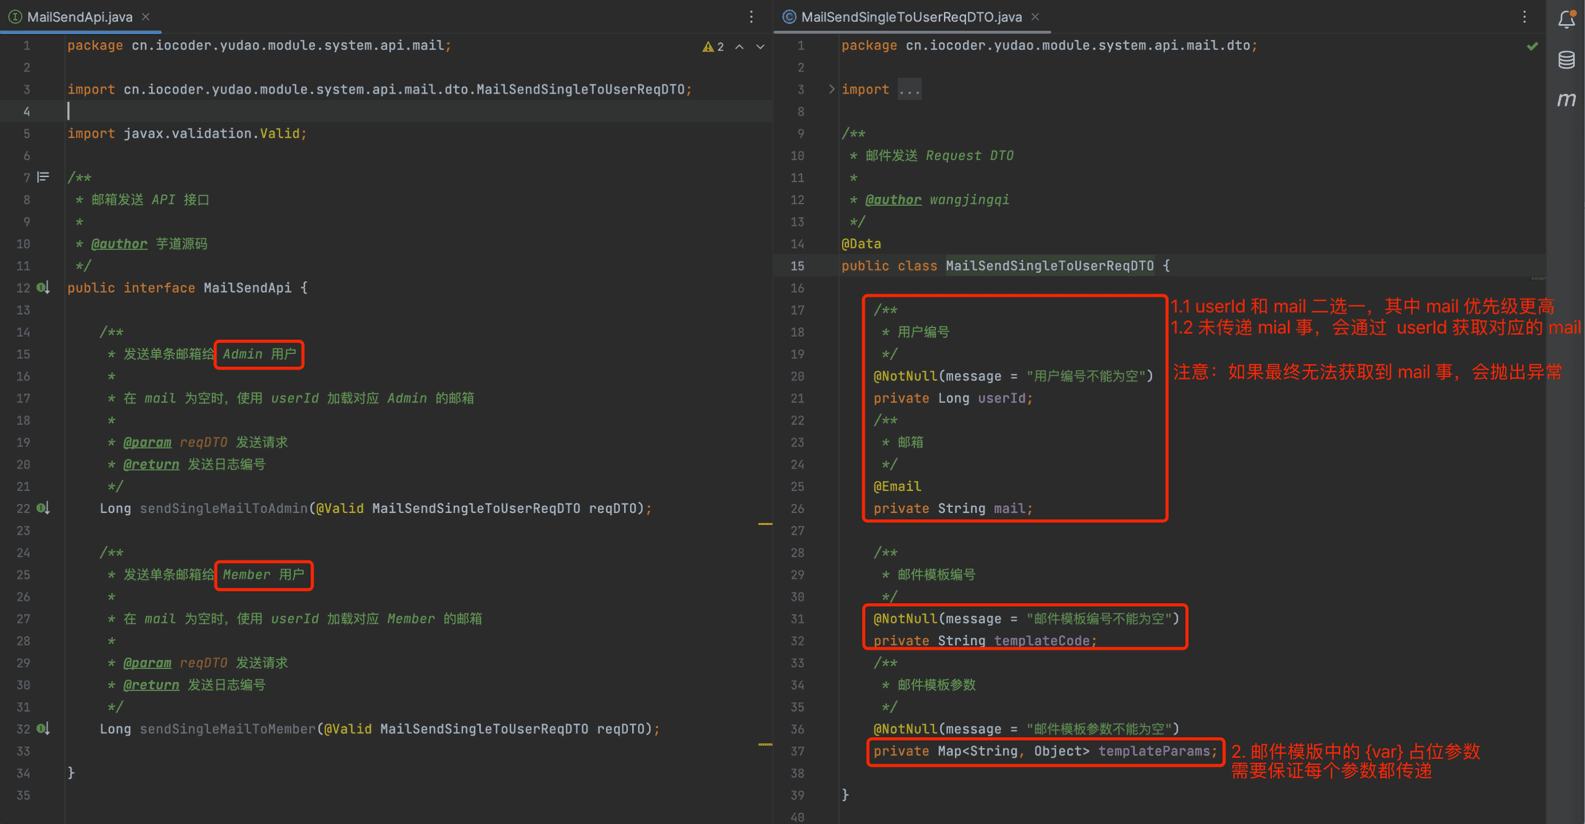 MailSendApi.java
1 package cn.iocoder.yudao.module.system.api.mail;
2
2
3 import cn.iocoder.yudao.module.system.api.mail.dto.MailSendSingleToUserReqDTO;
4
5 import javax.validation.Valid;
6
7 /**
8 * 邮箱发送 API 接口
9 *
10 * @author 芋道源码
11 */
12 public interface MailSendApi {
13
14 /**
15 * 发送单条邮箱给 Admin 用户
16 *
17 * 在 mail 为空时，使用 userId 加载对应 Admin 的邮箱
18 *
19 * @param reqDTO 发送请求
20 * @return 发送日志编号
21 */
22 Long sendSingleMailToAdmin(@Valid MailSendSingleToUserReqDTO reqDTO);
23
24 /**
25 * 发送单条邮箱给 Member 用户
26 *
27 * 在 mail 为空时，使用 userId 加载对应 Member 的邮箱
28 *
29 * @param reqDTO 发送请求
30 * @return 发送日志编号
31 */
32 Long sendSingleMailToMember(@Valid MailSendSingleToUserReqDTO reqDTO);
33
34 }
35
MailSendSingleToUserReqDTO.java
1 package cn.iocoder.yudao.module.system.api.mail.dto;
2
3 import ...
8
9 /**
10 * 邮件发送 Request DTO
11 *
12 * @author wangjingqi
13 */
14 @Data
15 public class MailSendSingleToUserReqDTO {
16
17 /**
18 * 用户编号
19 */
20 @NotNull(message = "用户编号不能为空")
21 private Long userId;
22 /**
23 * 邮箱
24 */
25 @Email
26 private String mail;
27
28 /**
29 * 邮件模板编号
30 */
31 @NotNull(message = "邮件模板编号不能为空")
32 private String templateCode;
33 /**
34 * 邮件模板参数
35 */
36 @NotNull(message = "邮件模板参数不能为空")
37 private Map<String, Object> templateParams;
38
39 }
40
1.1 userId 和 mail 二选一，其中 mail 优先级更高
1.2 未传递 mial 事，会通过 userId 获取对应的 mail
注意：如果最终无法获取到 mail 事，会抛出异常
2. 邮件模版中的 {var} 占位参数
需要保证每个参数都传递
m